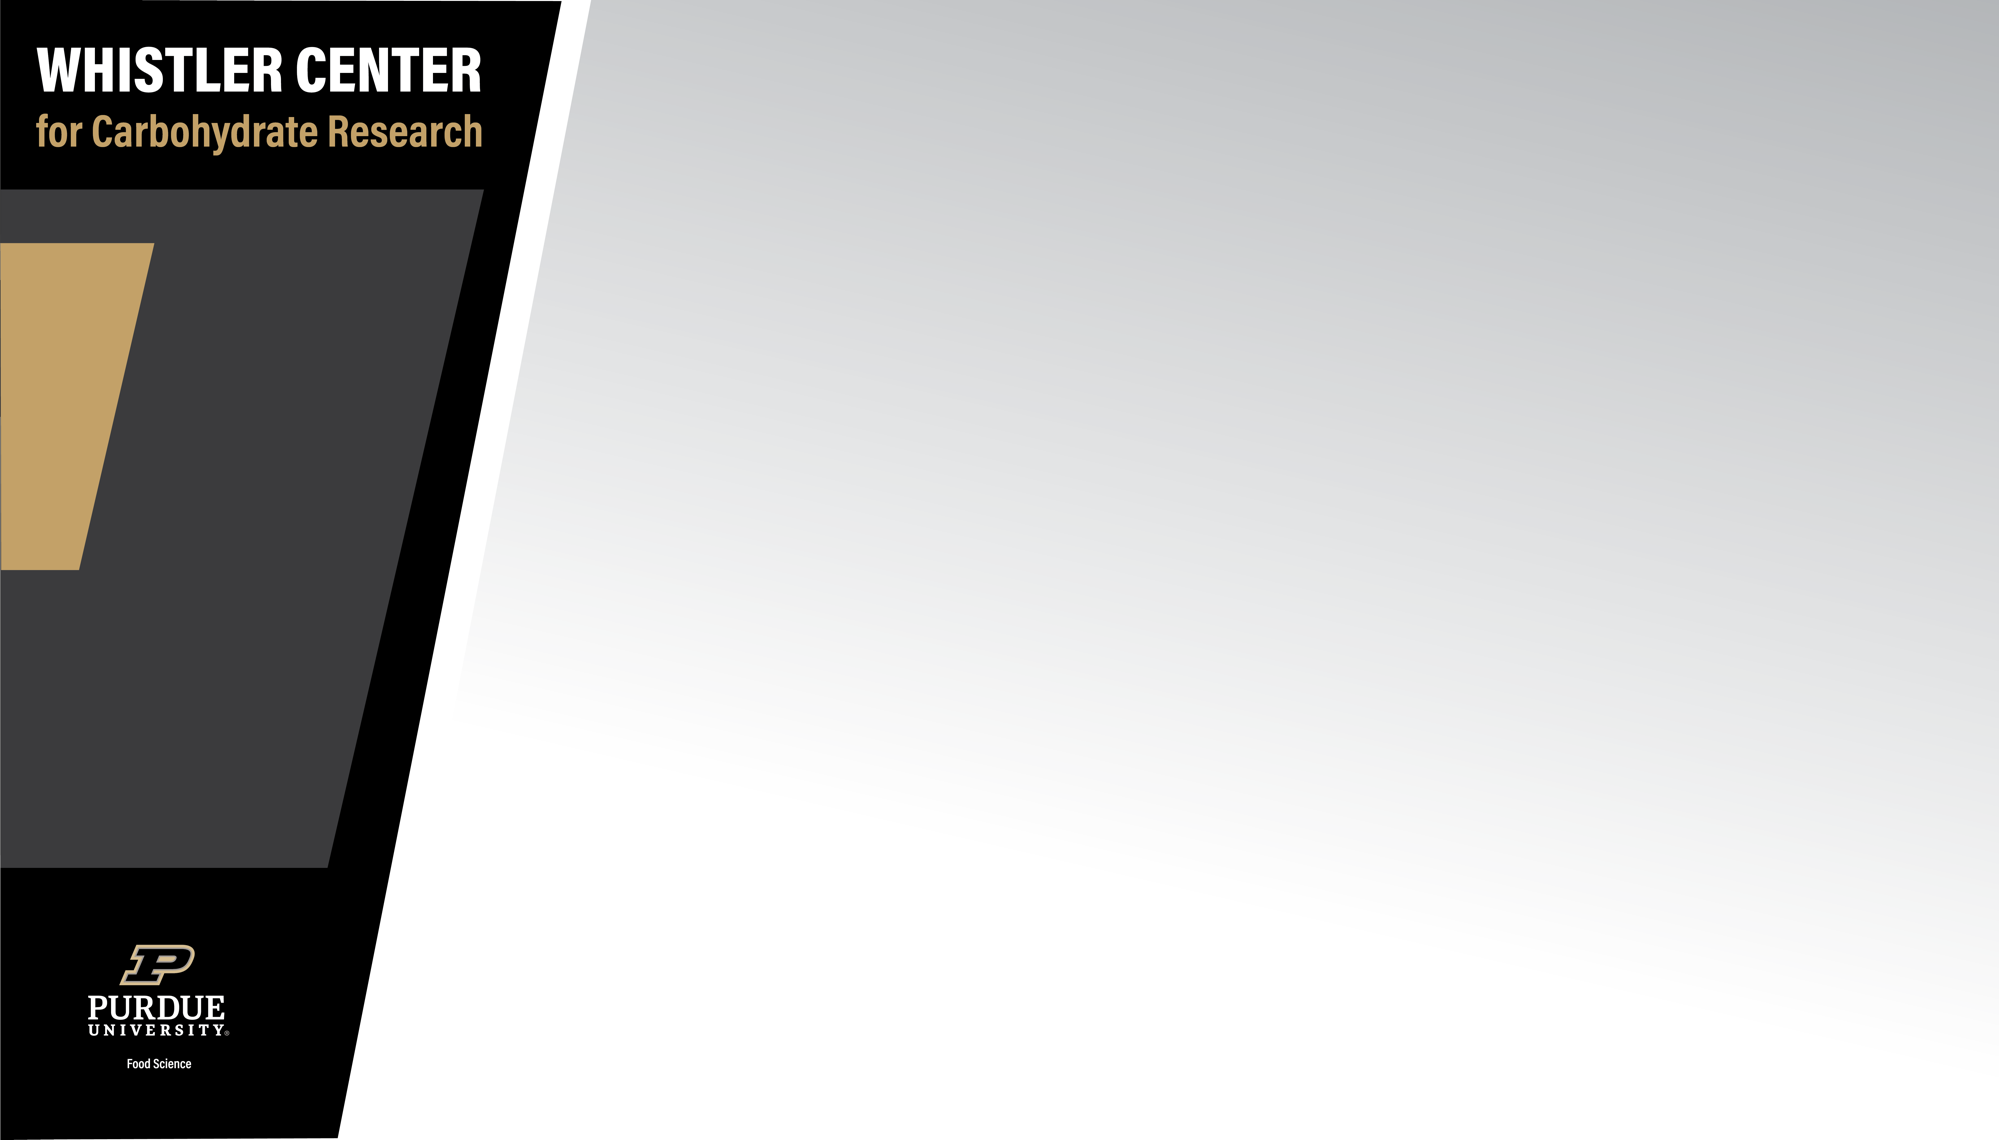 WHISTLER CENTER
for Carbohydrate Research
P
PURDUE
UNIVERSITY®
Food Science